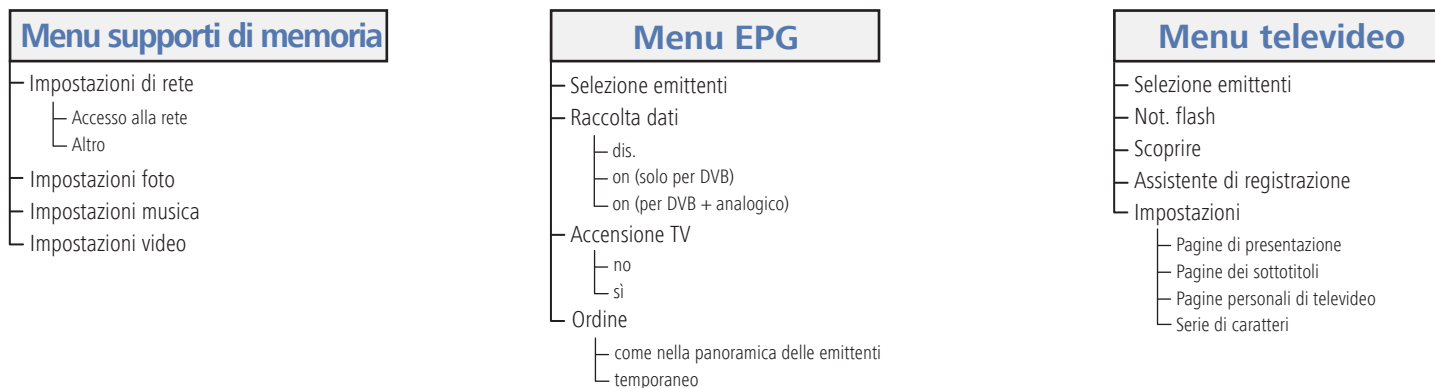 Menu supporti di memoria
Impostazioni di rete
Accesso alla rete
Altro
Impostazioni foto
Impostazioni musica
Impostazioni video
Menu EPG
Selezione emittenti
Raccolta dati
dis.
on (solo per DVB)
on (per DVB + analogico)
Accensione TV
no
sì
Ordine
come nella panoramica delle emittenti
temporaneo
Menu televideo
Selezione emittenti
Not. flash
Scoprire
Assistente di registrazione
Impostazioni
Pagine di presentazione
Pagine dei sottotitoli
Pagine personali di televideo
Serie di caratteri